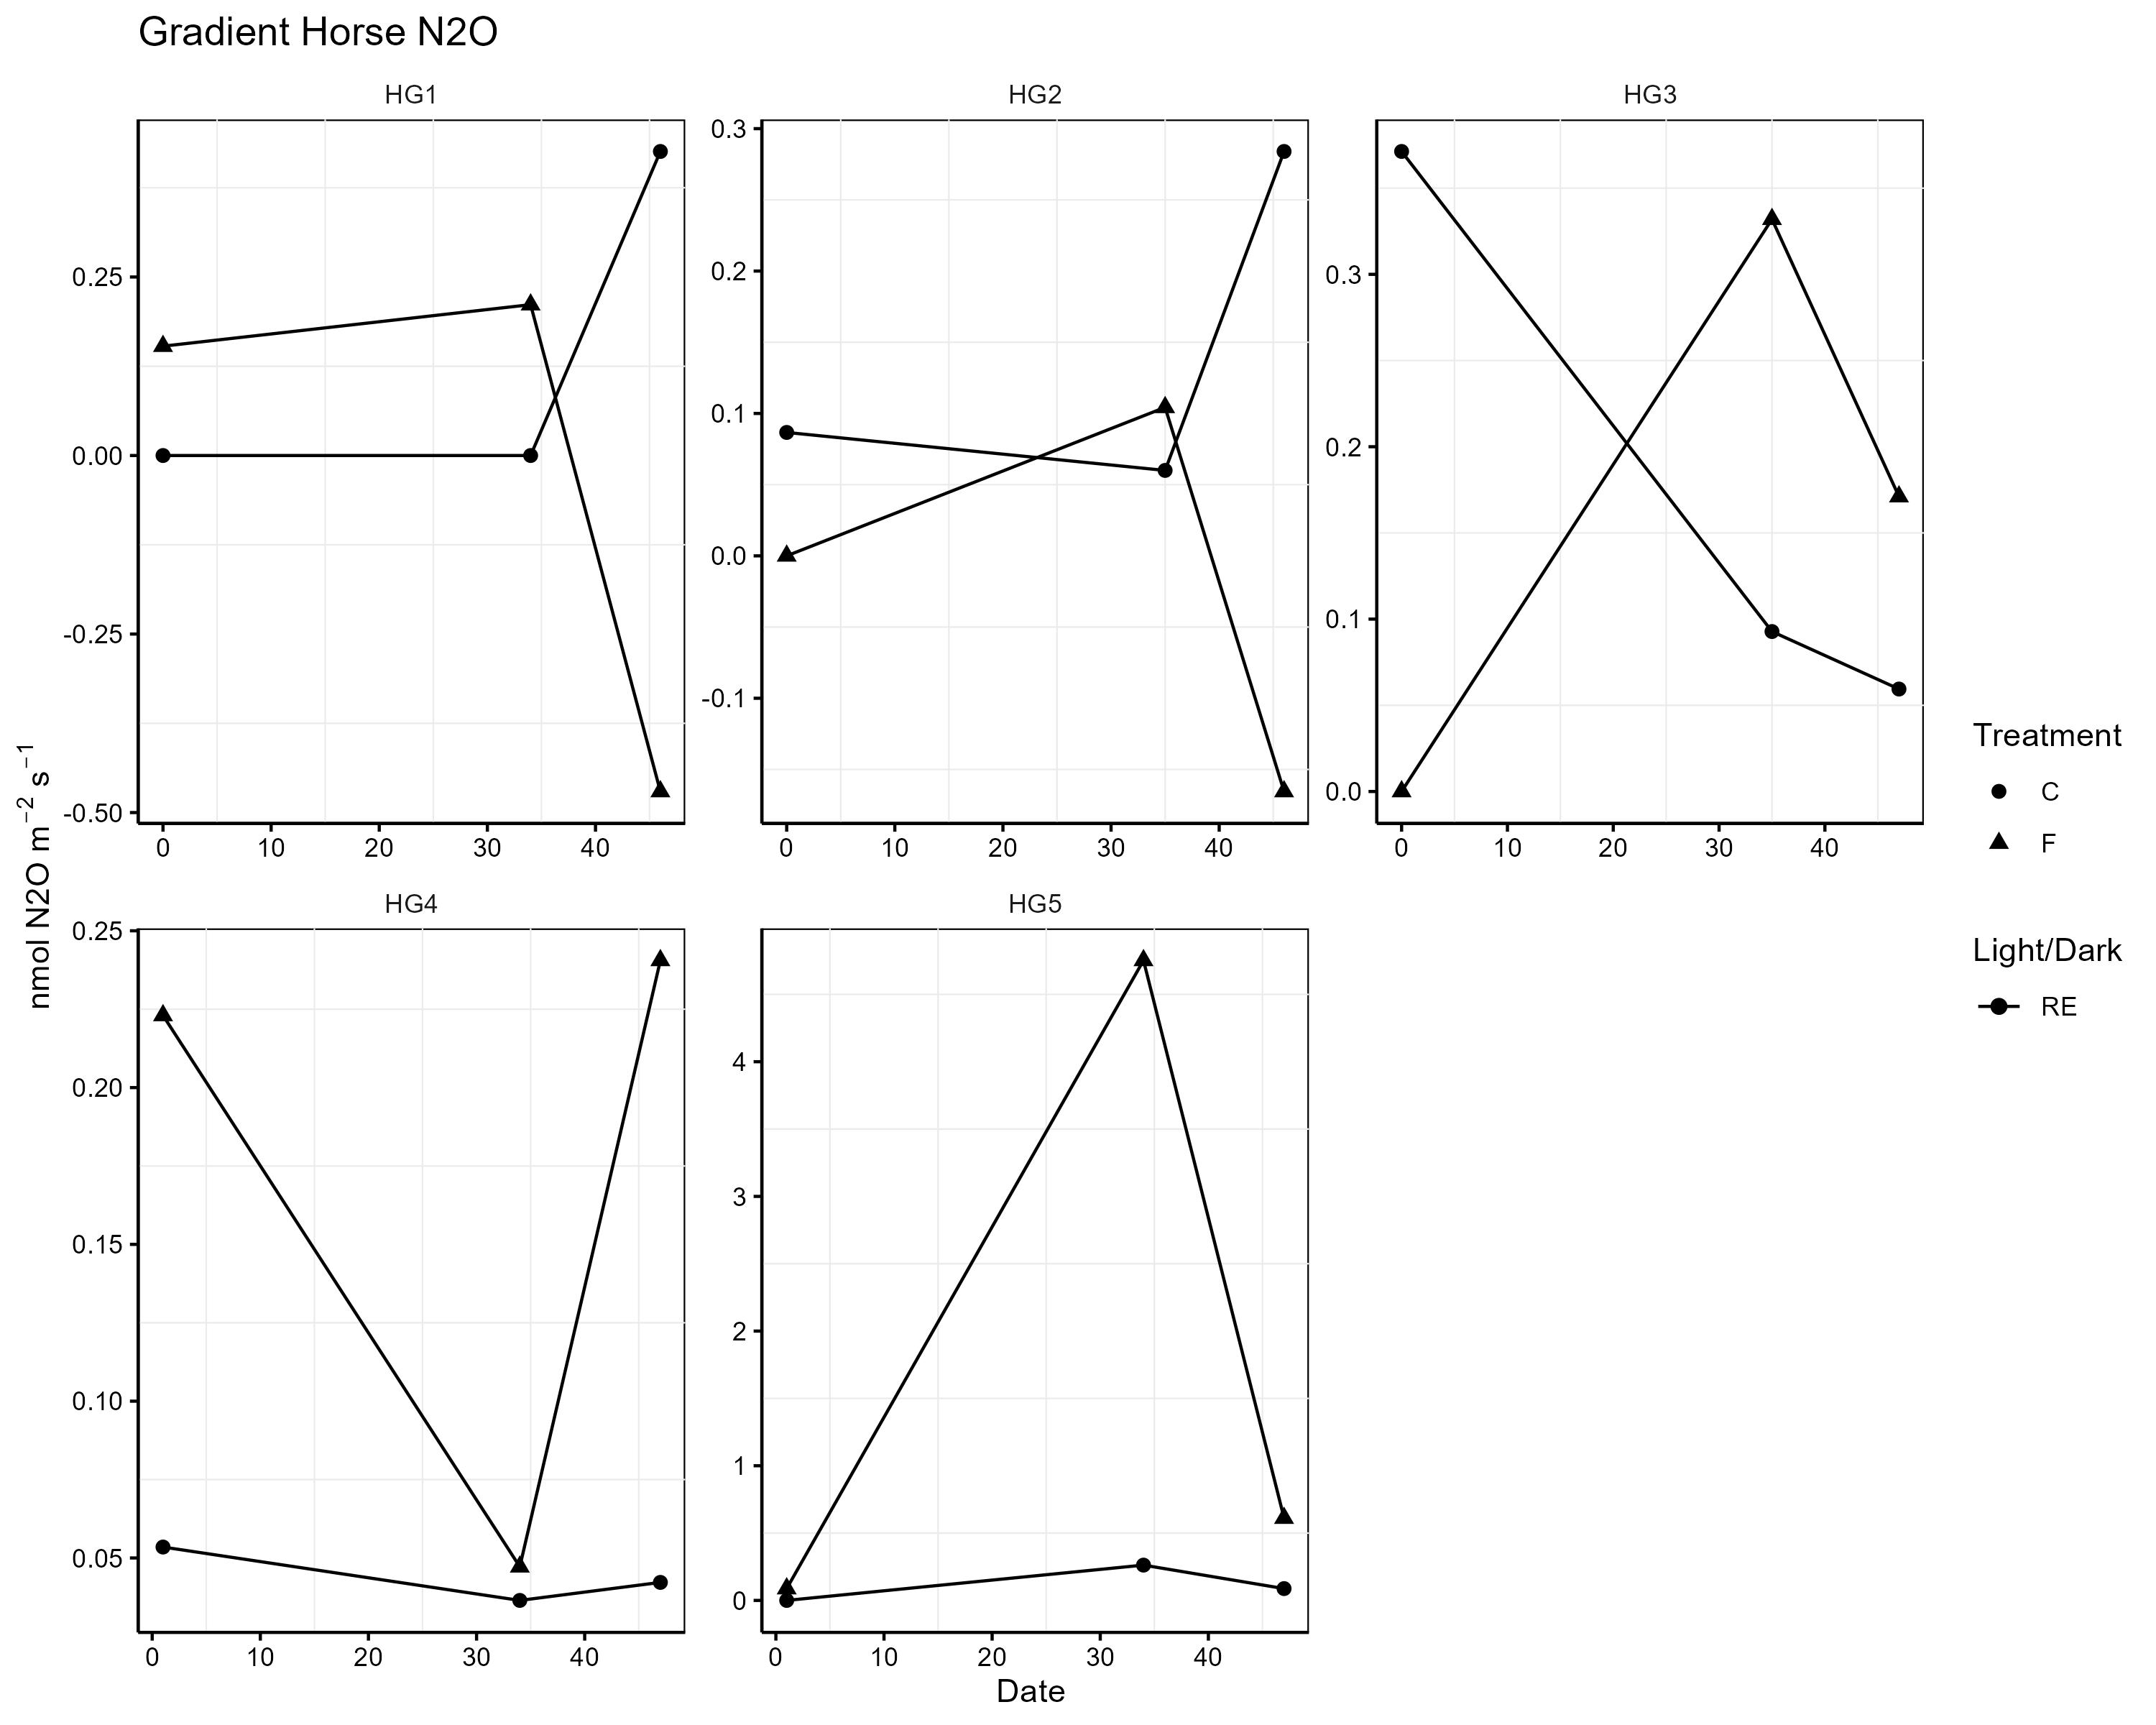 Gradient Horse N2O
HG1
HG2
HG3
0.25
0.00
-0.25
-0.50
0.3
0.2
0.1
0.0
-0.1
0.3
0.2
0.1
0.0
0 10 20 30 40
0 10 20 30 40
0 10 20 30 40
HG4
HG5
0.25
0.20
0.15
0.10
0.05
4
3
2
1
0
0 10 20 30 40
0 10 20 30 40
Date
nmol N2O m⁻² s⁻¹
Treatment
C
F
Light/Dark
RE